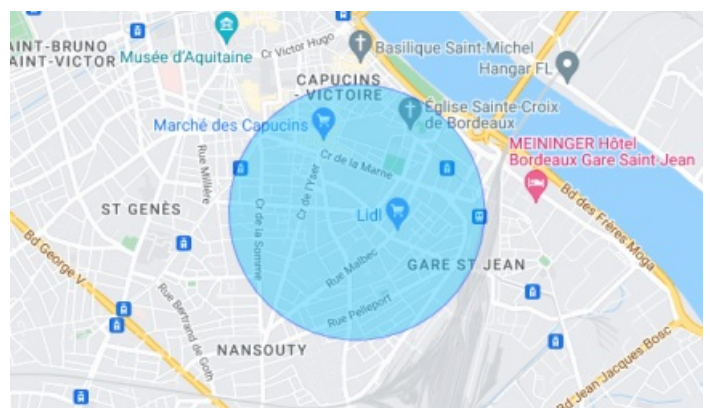 AINT-BRUNO
AINT-VICTOR
Musée d'Aquitaine
Cr Victor Hugo
Basilique Saint-Michel
Hangar FL
CAPUCINS
- VICTOIRE
Marché des Capucins
Église Sainte-Croix
de Bordeaux
MEININGER Hôtel
Bordeaux Gare Saint-Jean
Rue Millière
Cr de la Marne
Cr de l'Yser
Bd des Frères Moga
ST GENÈS
Cr de la Somme
Lidl
Bd George V
Rue Malbec
GARE ST JEAN
Rue Bertrand de Goth
Rue Pelleport
NANSOUTY
Bd Jean Jacques Bosc